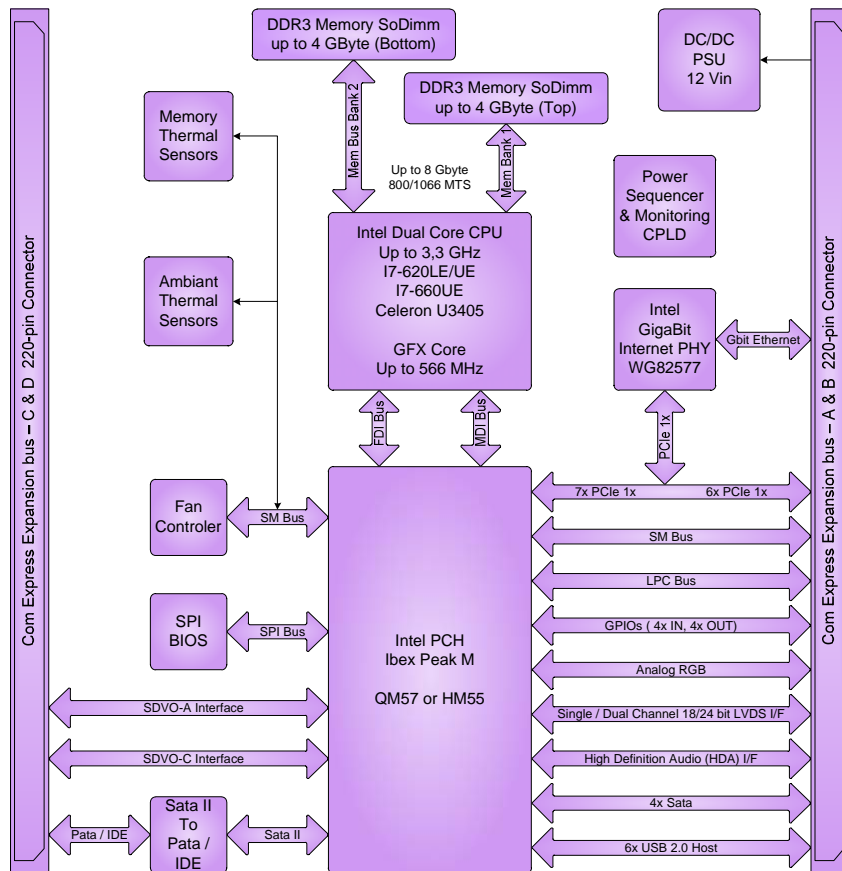 DDR3 Memory SoDimm
up to 4 GByte (Bottom)
DC/DC
PSU
12 Vin
DDR3 Memory SoDimm
up to 4 GByte (Top)
Memory
Thermal
Sensors
Mem Bus Bank 2
Mem Bank 1
Up to 8 Gbyte
800/1066 MTS
Power
Sequencer
& Monitoring
CPLD
Intel Dual Core CPU
Up to 3,3 GHz
I7-620LE/UE
I7-660UE
Celeron U3405
GFX Core
Up to 566 MHz
Ambiant
Thermal
Sensors
Intel
GigaBit
Internet PHY
WG82577
Gbit Ethernet
Com Express Expansion bus – C & D 220-pin Connector
Com Express Expansion bus – A & B 220-pin Connector
FDI Bus
MDI Bus
PCIe 1x
7x PCIe 1x
6x PCIe 1x
Fan
Controler
SM Bus
SM Bus
LPC Bus
SPI
BIOS
SPI Bus
GPIOs ( 4x IN, 4x OUT)
Intel PCH
Ibex Peak M
QM57 or HM55
Analog RGB
SDVO-A Interface
Single / Dual Channel 18/24 bit LVDS I/F
SDVO-C Interface
High Definition Audio (HDA) I/F
Sata II
To
Pata /
IDE
Pata / IDE
Sata II
4x Sata
6x USB 2.0 Host